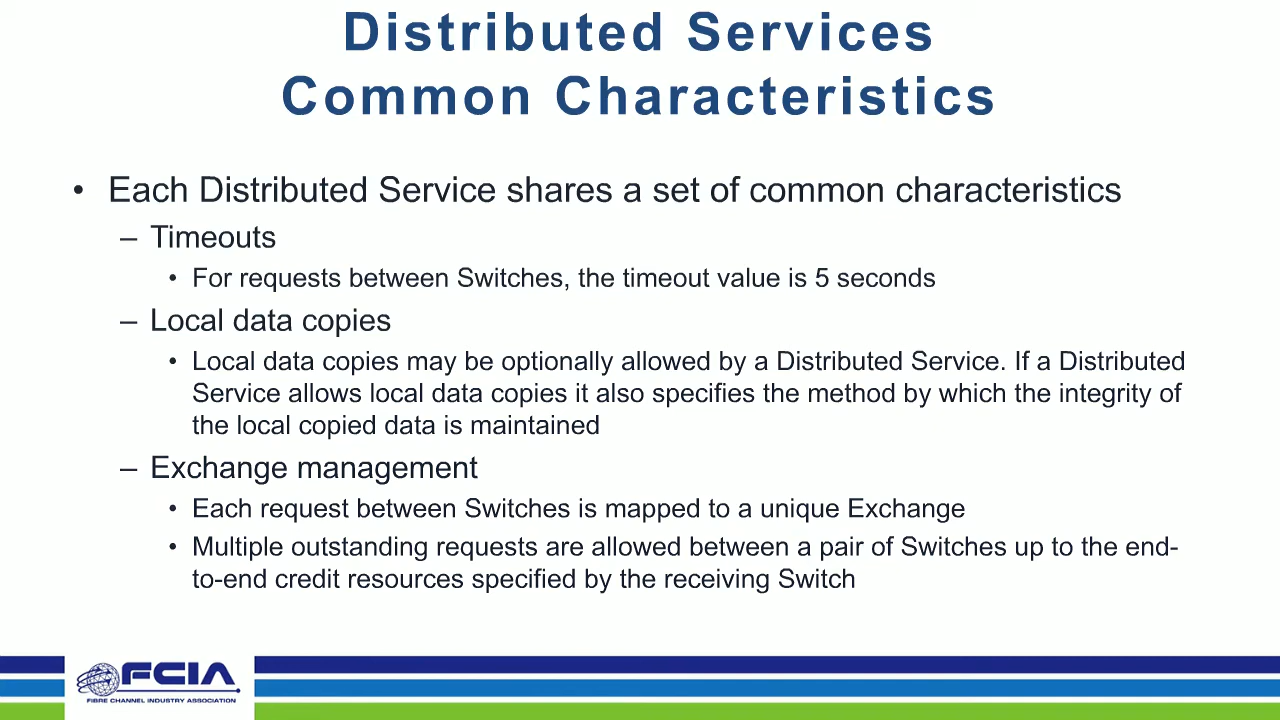 Distributed Services
Common Characteristics
• Each Distributed Service shares a set of common characteristics
– Timeouts
• For requests between Switches, the timeout value is 5 seconds
– Local data copies
• Local data copies may be optionally allowed by a Distributed Service. If a Distributed
Service allows local data copies it also specifies the method by which the integrity of
the local copied data is maintained
– Exchange management
• Each request between Switches is mapped to a unique Exchange
• Multiple outstanding requests are allowed between a pair of Switches up to the end-
to-end credit resources specified by the receiving Switch
FCIA
FIBRE CHANNEL INDUSTRY ASSOCIATION